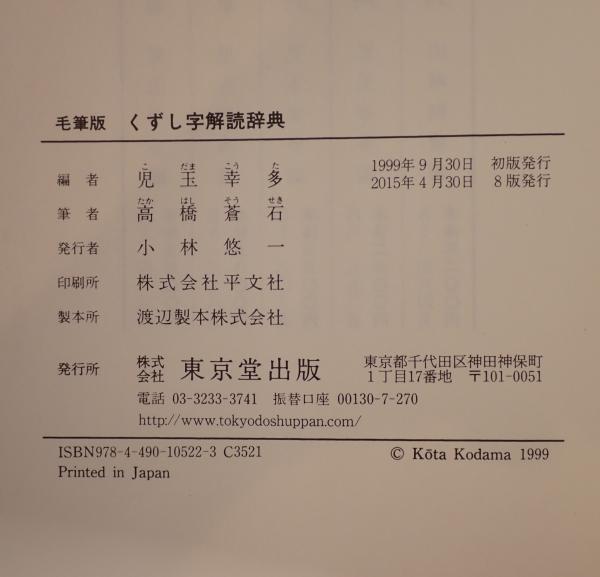 毛筆版 くずし字解読辞典
1999年9月30日 初版発行
2015年4月30日 8版発行
こ だま こう た
編者 児玉幸多
たか はし そう せき
筆者 高橋蒼石
発行者 小林悠一
印刷所 株式会社平文社
製本所 渡辺製本株式会社
発行所 株式会社 東京堂出版
東京都千代田区神田神保町
1丁目17番地 〒101-0051
電話 03-3233-3741 振替口座 00130-7-270
http://www.tokyodoshuppan.com/
ISBN978-4-490-10522-3 C3521
© Kōta Kodama 1999
Printed in Japan